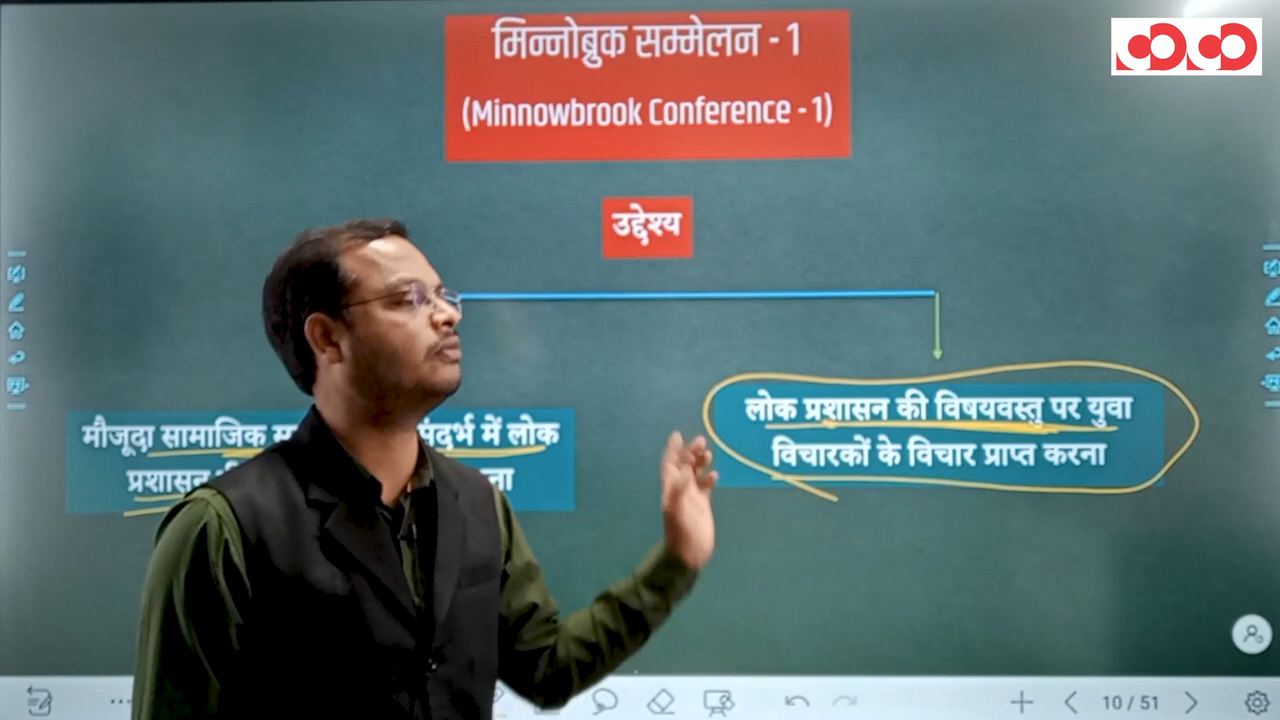 मिन्नोब्रुक सम्मेलन - 1
(Minnowbrook Conference - 1)
उद्देश्य
मौजूदा सामाजिक संदर्भ में लोक
प्रशासन
लोक प्रशासन की विषयवस्तु पर युवा
विचारकों के विचार प्राप्त करना
10 / 51